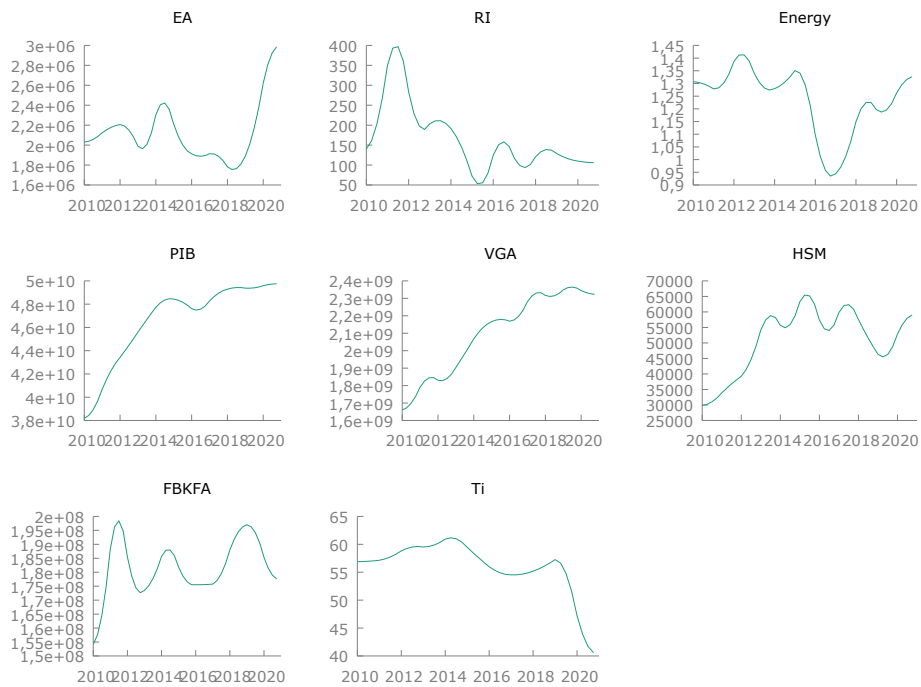 EA
3e+06
2,8e+06
2,6e+06
2,4e+06
2,2e+06
2e+06
1,8e+06
1,6e+06
2010 2012 2014 2016 2018 2020
RI
400
350
300
250
200
150
100
50
2010 2012 2014 2016 2018 2020
Energy
1,45
1,4
1,35
1,3
1,25
1,2
1,15
1,1
1,05
1
0,95
0,9
2010 2012 2014 2016 2018 2020
PIB
5e+10
4,8e+10
4,6e+10
4,4e+10
4,2e+10
4e+10
3,8e+10
2010 2012 2014 2016 2018 2020
VGA
2,4e+09
2,3e+09
2,2e+09
2,1e+09
2e+09
1,9e+09
1,8e+09
1,7e+09
1,6e+09
2010 2012 2014 2016 2018 2020
HSM
70000
65000
60000
55000
50000
45000
40000
35000
30000
25000
2010 2012 2014 2016 2018 2020
FBKFA
2e+08
1,95e+08
1,9e+08
1,85e+08
1,8e+08
1,75e+08
1,7e+08
1,65e+08
1,6e+08
1,55e+08
1,5e+08
2010 2012 2014 2016 2018 2020
Ti
65
60
55
50
45
40
2010 2012 2014 2016 2018 2020